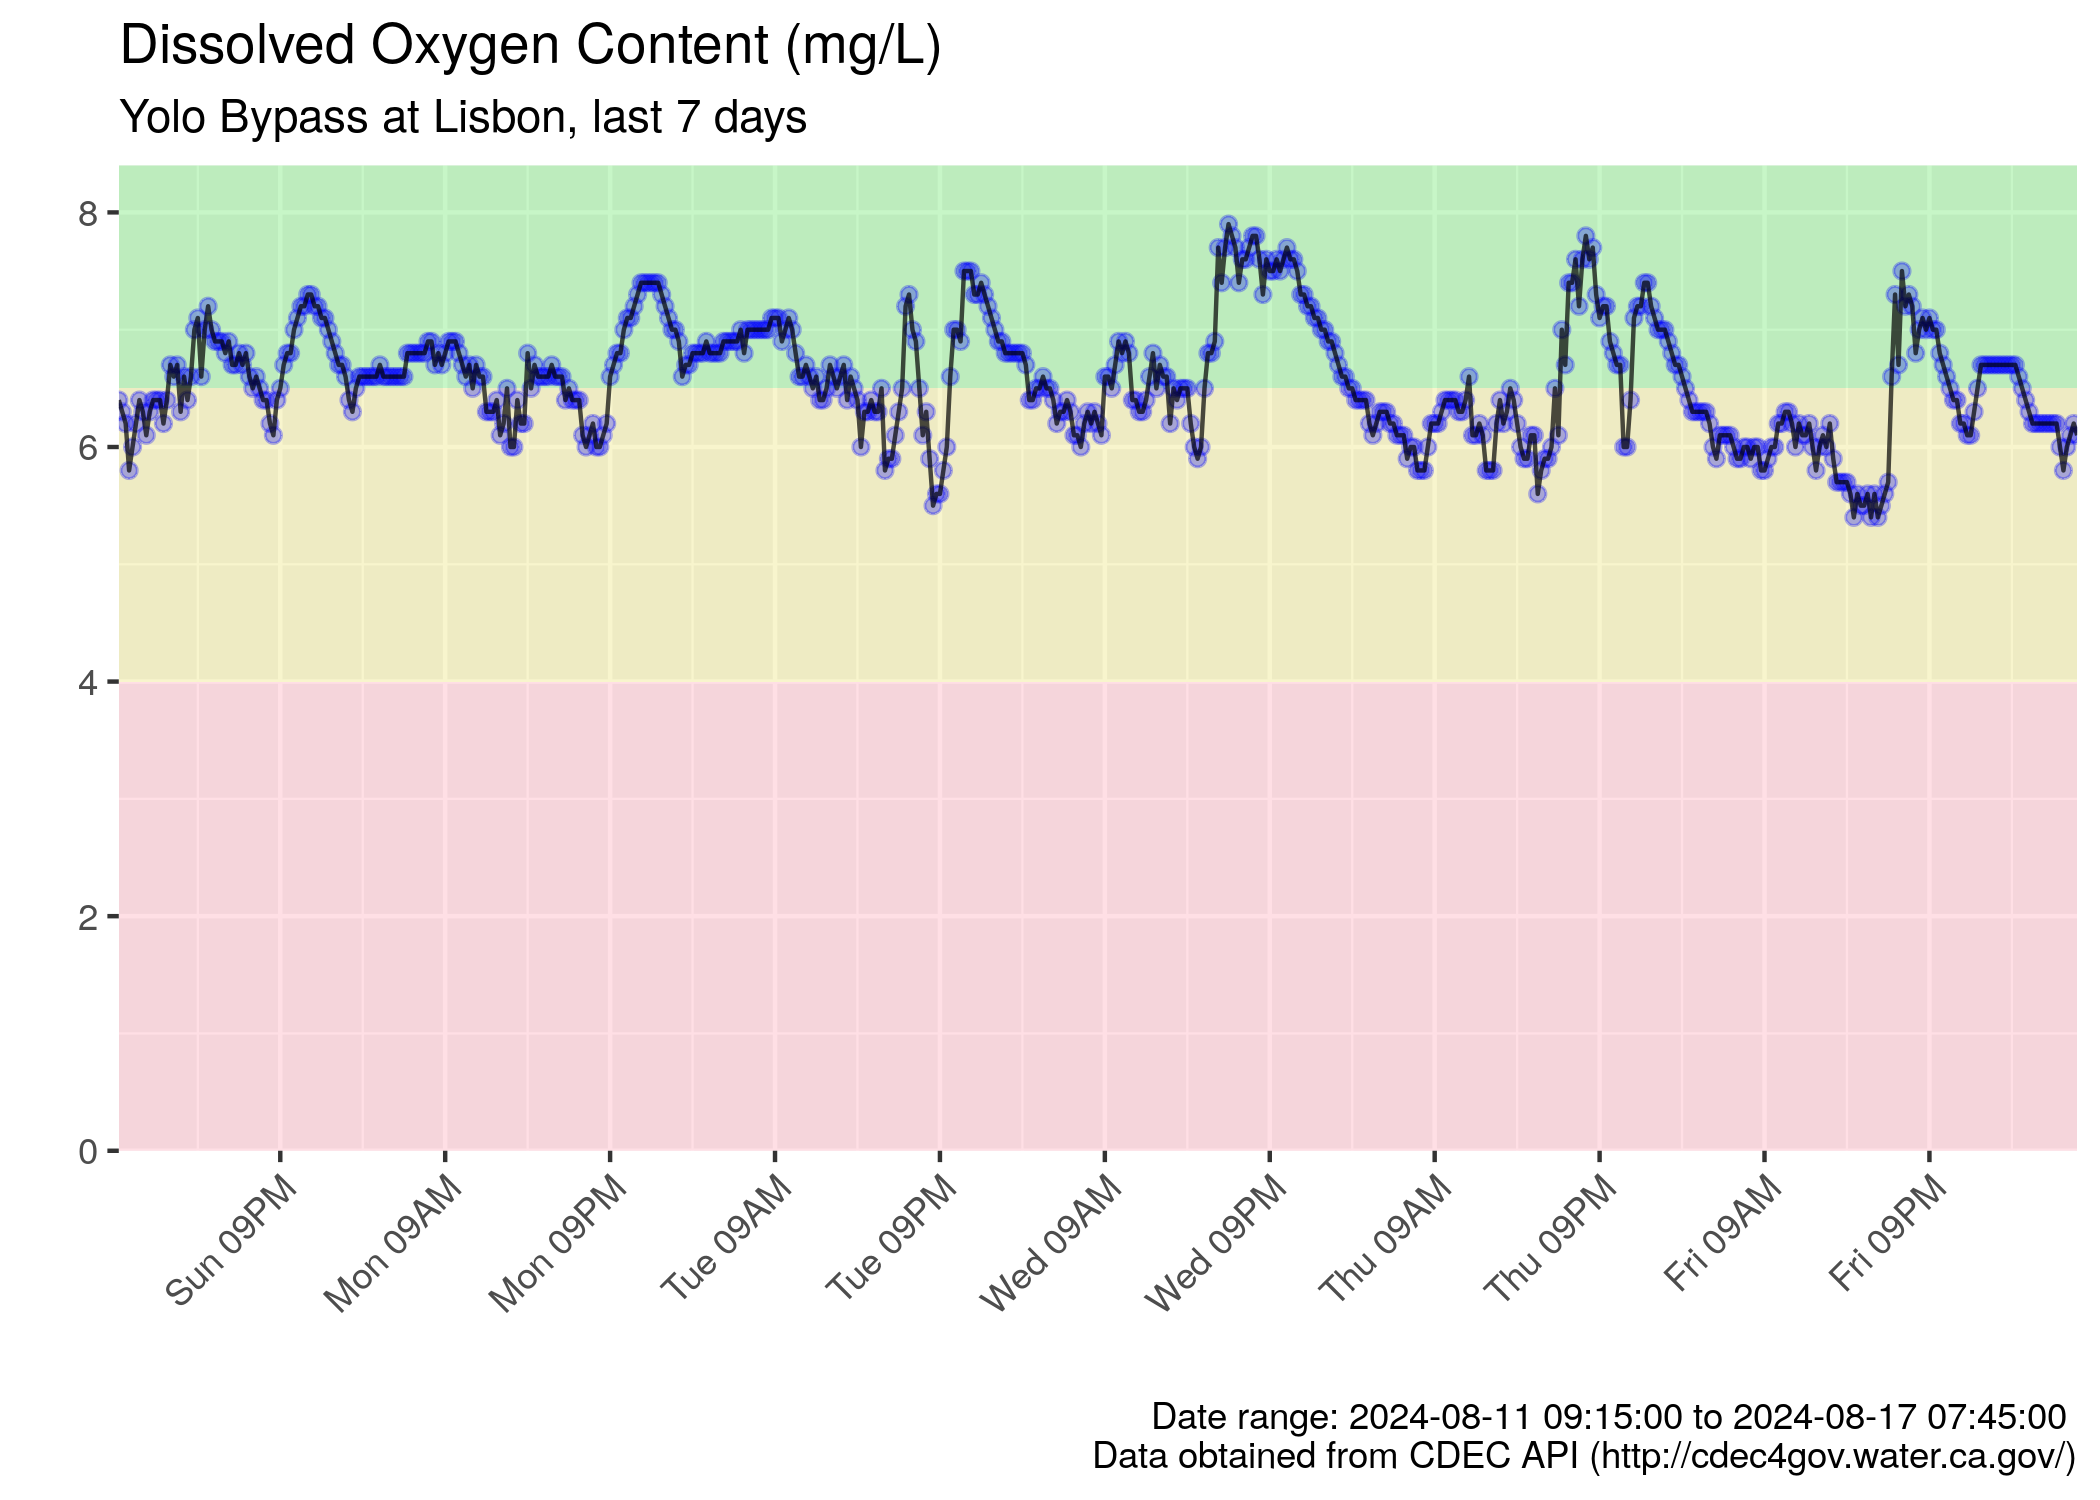 Dissolved Oxygen Content (mg/L)
Yolo Bypass at Lisbon, last 7 days
8
6
4
2
0
Sun 09PM
Mon 09AM
Mon 09PM
Tue 09AM
Tue 09PM
Wed 09AM
Wed 09PM
Thu 09AM
Thu 09PM
Fri 09AM
Fri 09PM
Date range: 2024-08-11 09:15:00 to 2024-08-17 07:45:00
Data obtained from CDEC API (http://cdec4gov.water.ca.gov/)